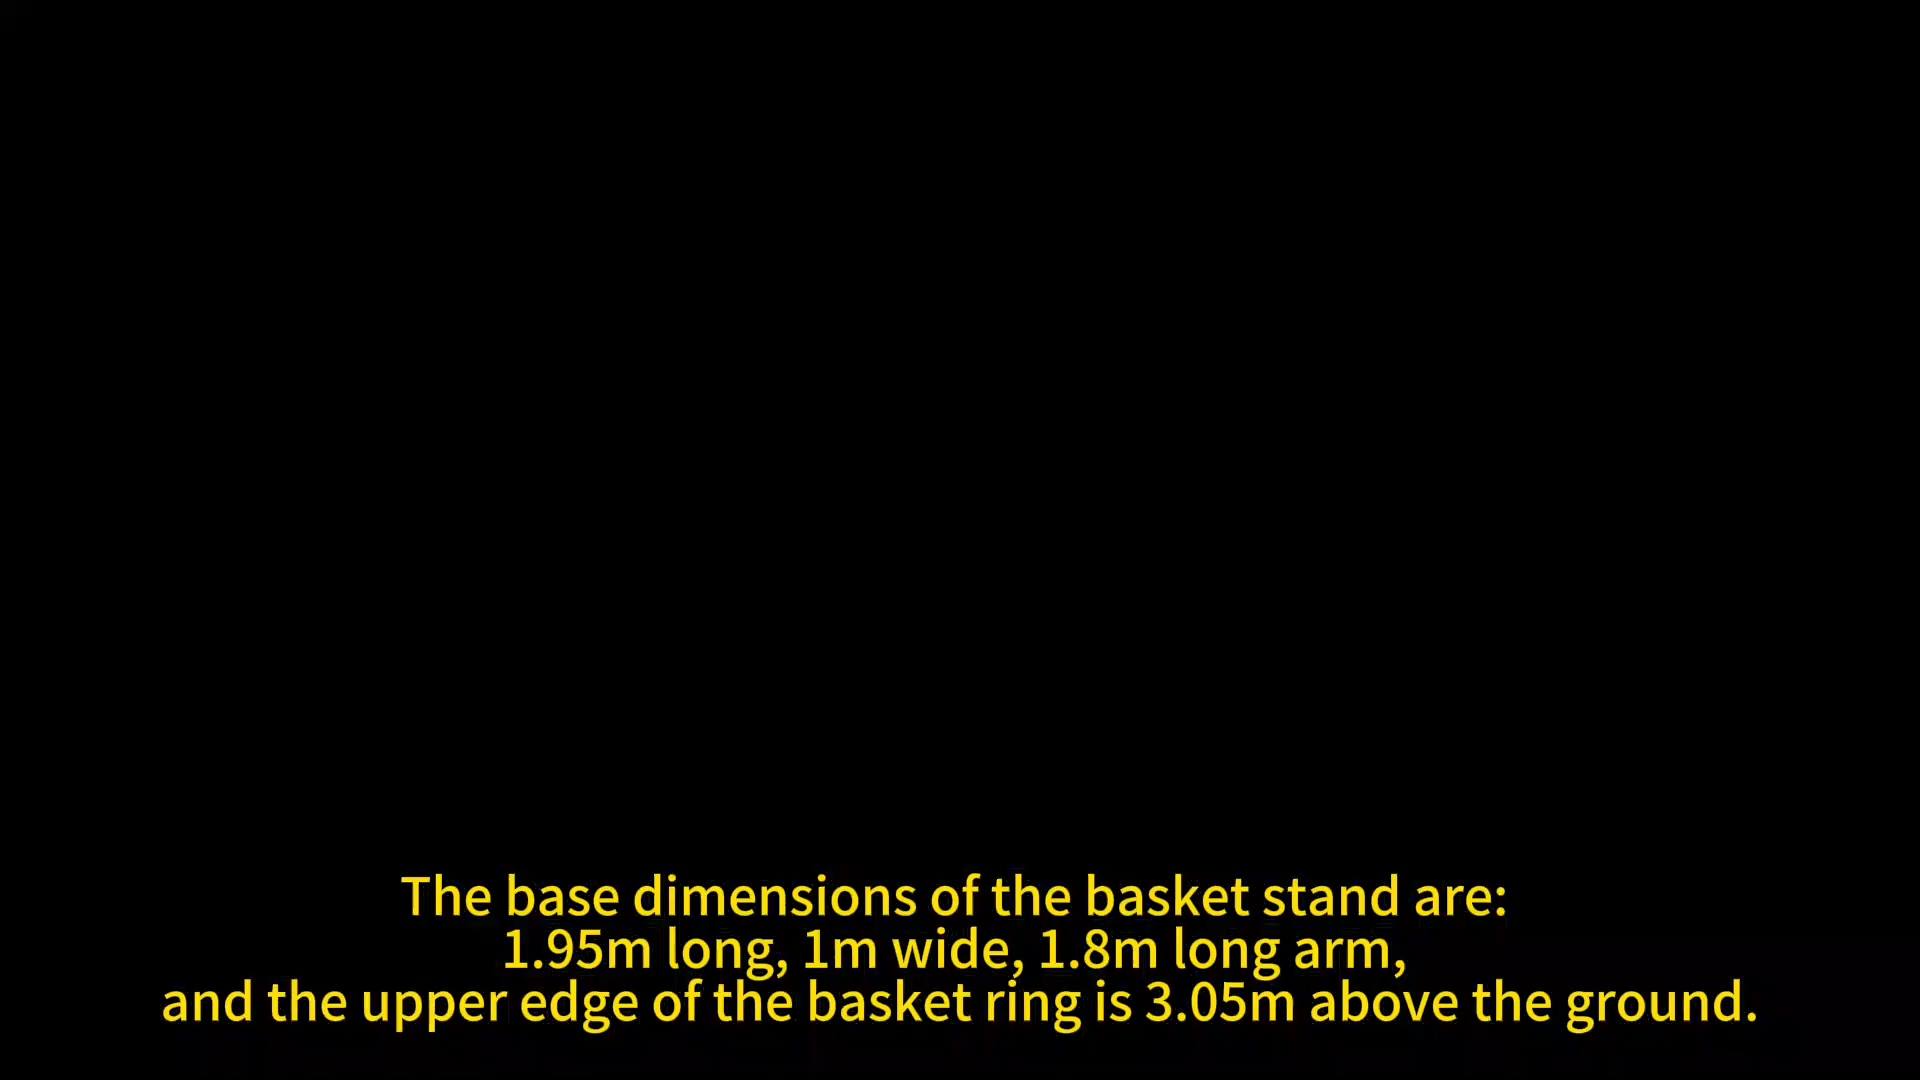 The base dimensions of the basket stand are:
1.95m long, 1m wide, 1.8m long arm,
and the upper edge of the basket ring is 3.05m above the ground.